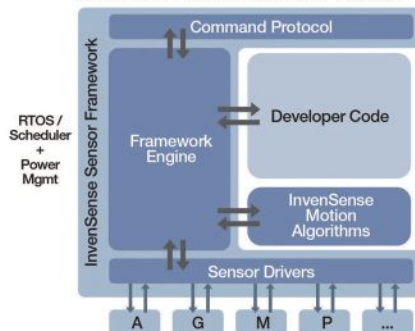 Command Protocol
InvenSense Sensor Framework
RTOS /
Scheduler
+
Power
Mgmt
Framework
Engine
Developer Code
InvenSense
Motion
Algorithms
Sensor Drivers
A
G
M
P
...